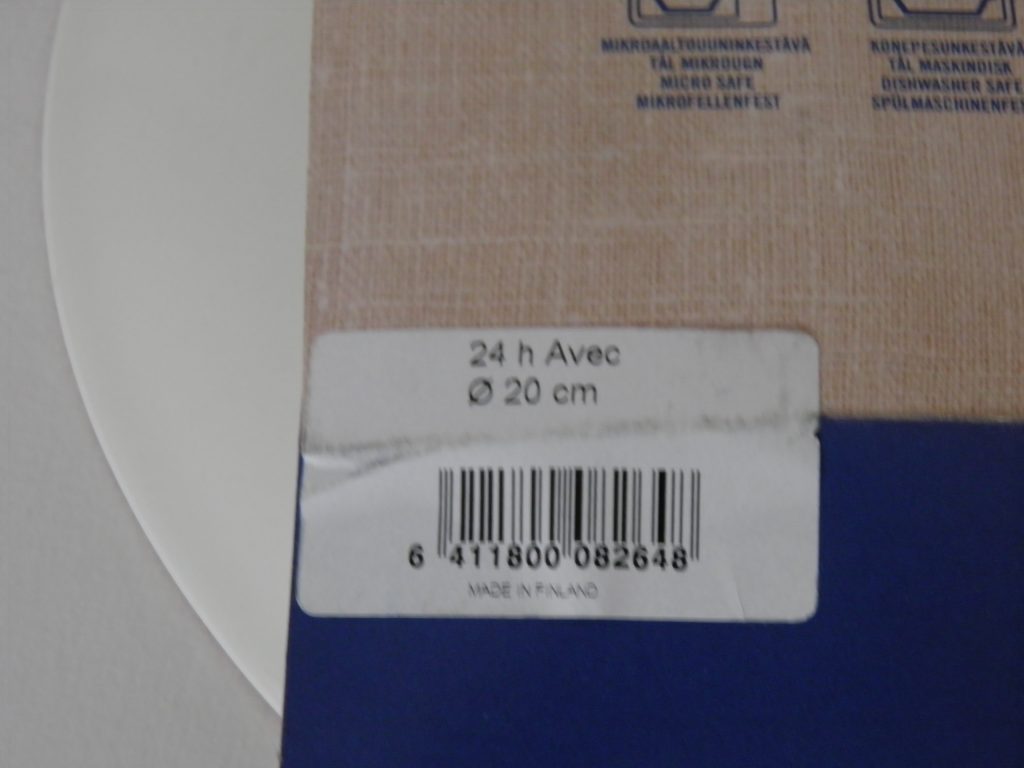 MIKROAALTOUUNINKESTÄVÄ
TÅL MIKROUGN
MICRO SAFE
MIKROFELLENFEST
KONEPESUNKESTÄVÄ
TÅL MASKINDISK
DISHWASHER SAFE
SPÜLMASCHINENFES
24 h Avec
Ø 20 cm
6 411800 082648
MADE IN FINLAND